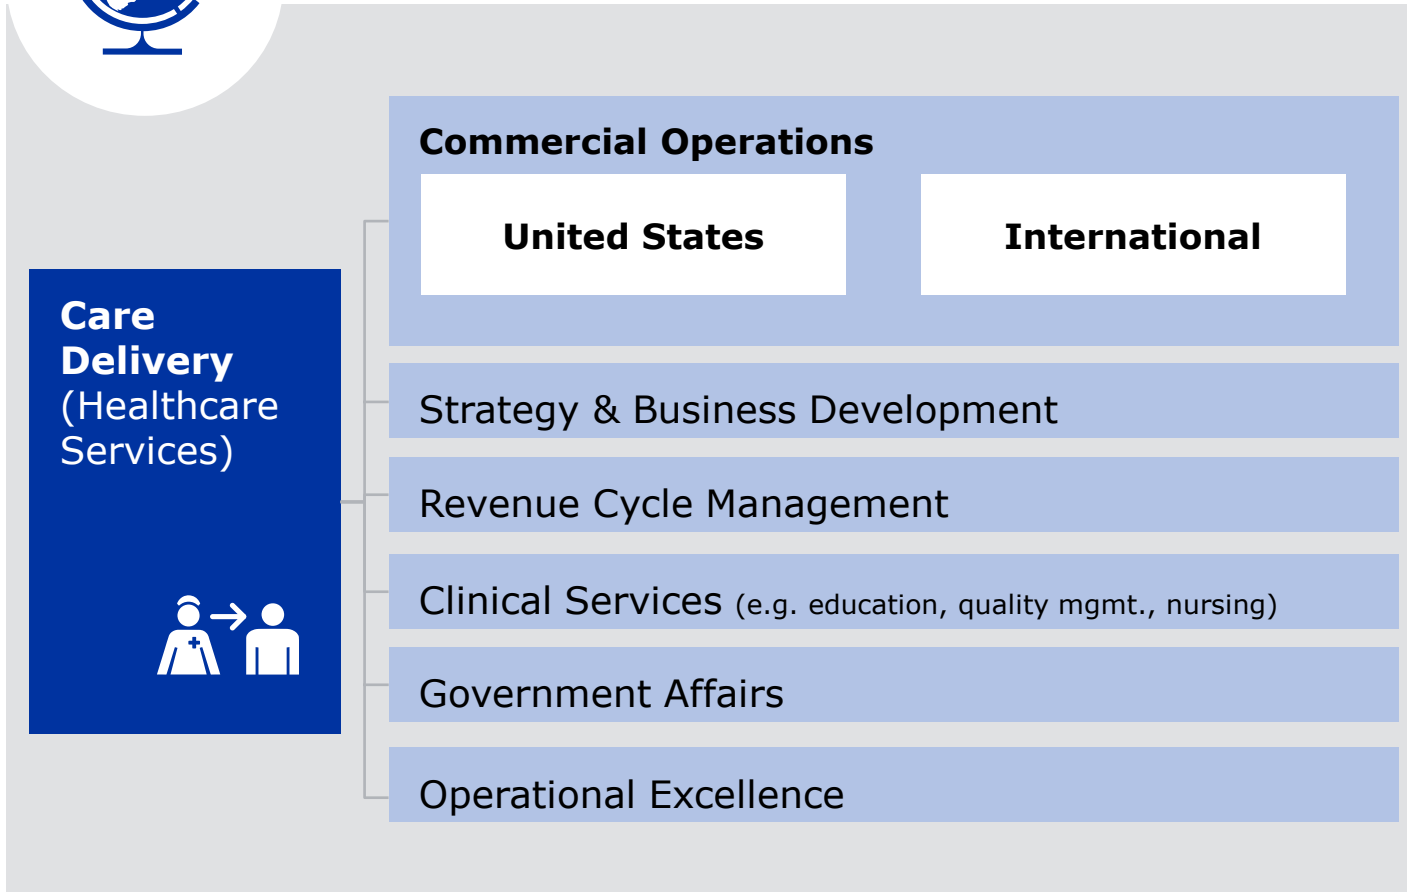 Commercial Operations
United States
International
Care
Delivery
(Healthcare
Services)
Strategy & Business Development
Revenue Cycle Management
Clinical Services (e.g. education, quality mgmt., nursing)
Government Affairs
Operational Excellence